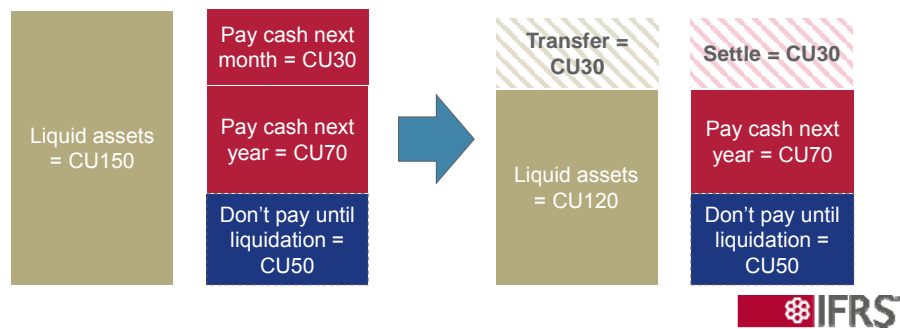 Liquid assets
= CU150
Pay cash next
month = CU30
Pay cash next
year = CU70
Don't pay until
liquidation =
CU50
Transfer =
CU30
Liquid assets
= CU120
Settle = CU30
Pay cash next
year = CU70
Don't pay until
liquidation =
CU50
IFRS